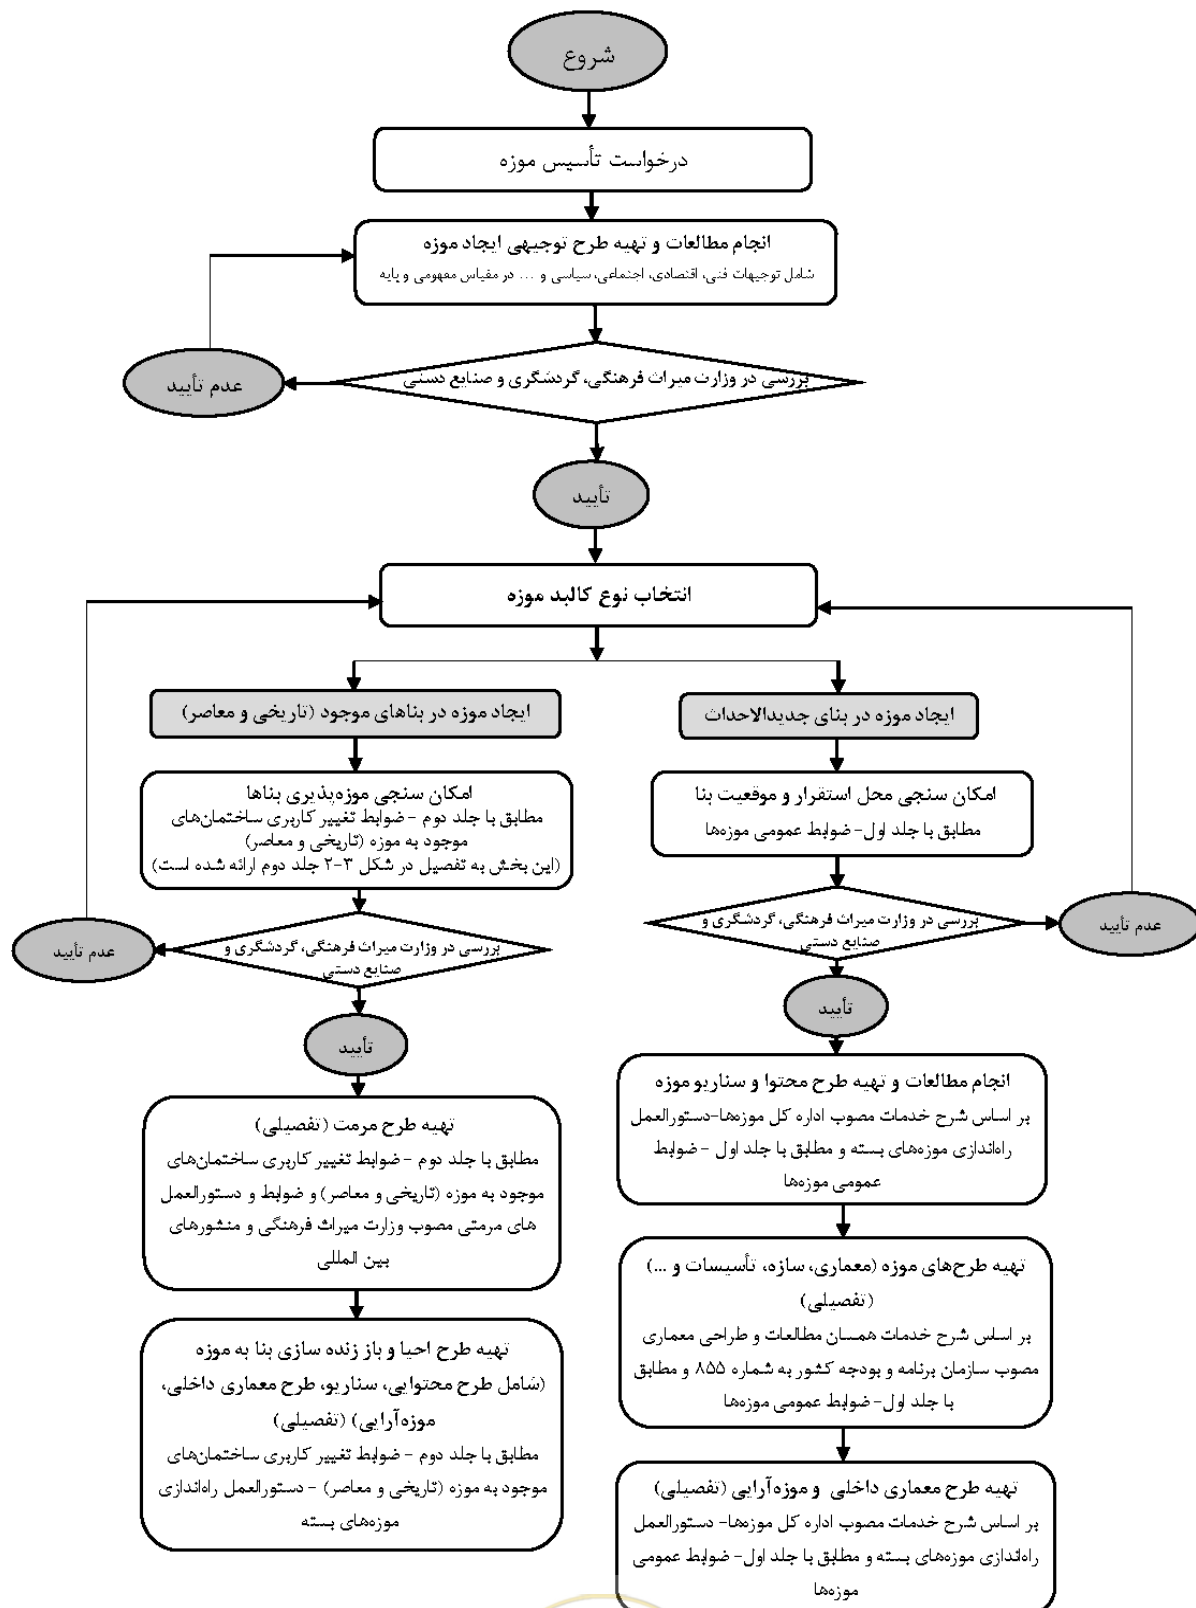 شروع
درخواست تأسیس موزه
انجام مطالعات و تهیه طرح توجیهی ایجاد موزه
شامل توجیهات فنی، اقتصادی، اجتماعی، سیاسی و ... در مقیاس مفهومی و پایه
بررسی در وزارت میراث فرهنگی، گردشگری و صنایع دستی
عدم تأیید
تأیید
انتخاب نوع کالبد موزه
ایجاد موزه در بنای جدیدالاحداث
امکان سنجی محل استقرار و موقعیت بنا
مطابق با جلد اول- ضوابط عمومی موزه‌ها
بررسی در وزارت میراث فرهنگی، گردشگری و
صنایع دستی
عدم تأیید
تأیید
انجام مطالعات و تهیه طرح محتوا و سناریو موزه
بر اساس شرح خدمات مصوب اداره کل موزه‌ها-دستورالعمل
راه‌اندازی موزه‌های بسته و مطابق با جلد اول - ضوابط
عمومی موزه‌ها
تهیه طرح‌های موزه (معماری، سازه، تأسیسات و ...)
(تفصیلی)
بر اساس شرح خدمات همسان مطالعات و طراحی معماری
مصوب سازمان برنامه و بودجه کشور به شماره ۸۵۵ و مطابق
با جلد اول- ضوابط عمومی موزه‌ها
تهیه طرح معماری داخلی و موزه‌آرایی (تفصیلی)
بر اساس شرح خدمات مصوب اداره کل موزه‌ها- دستورالعمل
راه‌اندازی موزه‌های بسته و مطابق با جلد اول- ضوابط عمومی
موزه‌ها
ایجاد موزه در بناهای موجود (تاریخی و معاصر)
امکان سنجی موزه‌پذیری بناها
مطابق با جلد دوم - ضوابط تغییر کاربری ساختمان‌های
موجود به موزه (تاریخی و معاصر)
(این بخش به تفصیل در شکل ۳-۲ جلد دوم ارائه شده است)
بررسی در وزارت میراث فرهنگی، گردشگری و
صنایع دستی
عدم تأیید
تأیید
تهیه طرح مرمت (تفصیلی)
مطابق با جلد دوم - ضوابط تغییر کاربری ساختمان‌های
موجود به موزه (تاریخی و معاصر) و ضوابط و دستورالعمل
های مرمتی مصوب وزارت میراث فرهنگی و منشورهای
بین المللی
تهیه طرح احیا و باز زنده سازی بنا به موزه
(شامل طرح محتوایی، سناریو، طرح معماری داخلی،
موزه‌آرایی) (تفصیلی)
مطابق با جلد دوم - ضوابط تغییر کاربری ساختمان‌های
موجود به موزه (تاریخی و معاصر) - دستورالعمل راه‌اندازی
موزه‌های بسته